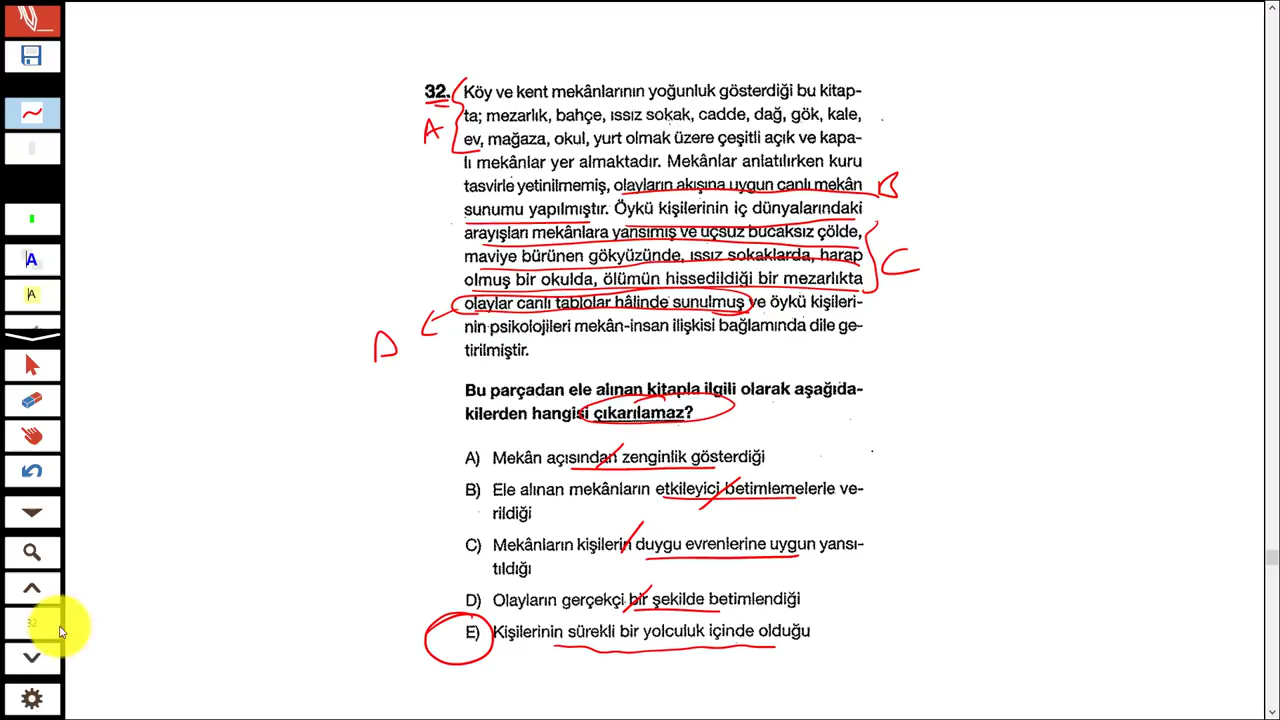 32. Köy ve kent mekânlarının yoğunluk gösterdiği bu kitap-
A
ta; mezarlık, bahçe, ıssız sokak, cadde, dağ, gök, kale,
ev, mağaza, okul, yurt olmak üzere çeşitli açık ve kapa-
lı mekânlar yer almaktadır. Mekânlar anlatılırken kuru
tasvirle yetinilmemiş, olayların akışına uygun canlı mekân B
sunumu yapılmıştır. Öykü kişilerinin iç dünyalarındaki
arayışları mekânlara yansımış ve uçsuz bucaksız çölde,
maviye bürünen gökyüzünde, ıssız sokaklarda, harap C
olmuş bir okulda, ölümün hissedildiği bir mezarlıkta
olaylar canlı tablolar hâlinde sunulmuş ve öykü kişileri-
nin psikolojileri mekân-insan ilişkisi bağlamında dile ge-
D
tirilmiştir.
Bu parçadan ele alınan kitapla ilgili olarak aşağıda-
kilerden hangisi çıkarılamaz?
A) Mekân açısından zenginlik gösterdiği
B) Ele alınan mekânların etkileyici betimlemelerle ve-
rildiği
C) Mekânların kişilerin duygu evrenlerine uygun yansı-
tıldığı
D) Olayların gerçekçi bir şekilde betimlendiği
E) Kişilerinin sürekli bir yolculuk içinde olduğu
A
A
32